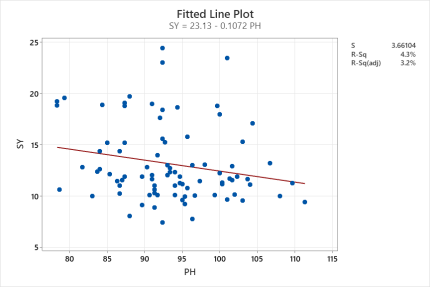 Fitted Line Plot
SY = 23.13 - 0.1072 PH
S 3.66104
R-Sq 4.3%
R-Sq(adj) 3.2%
25
20
15
10
5
SY
80 85 90 95 100 105 110 115
PH